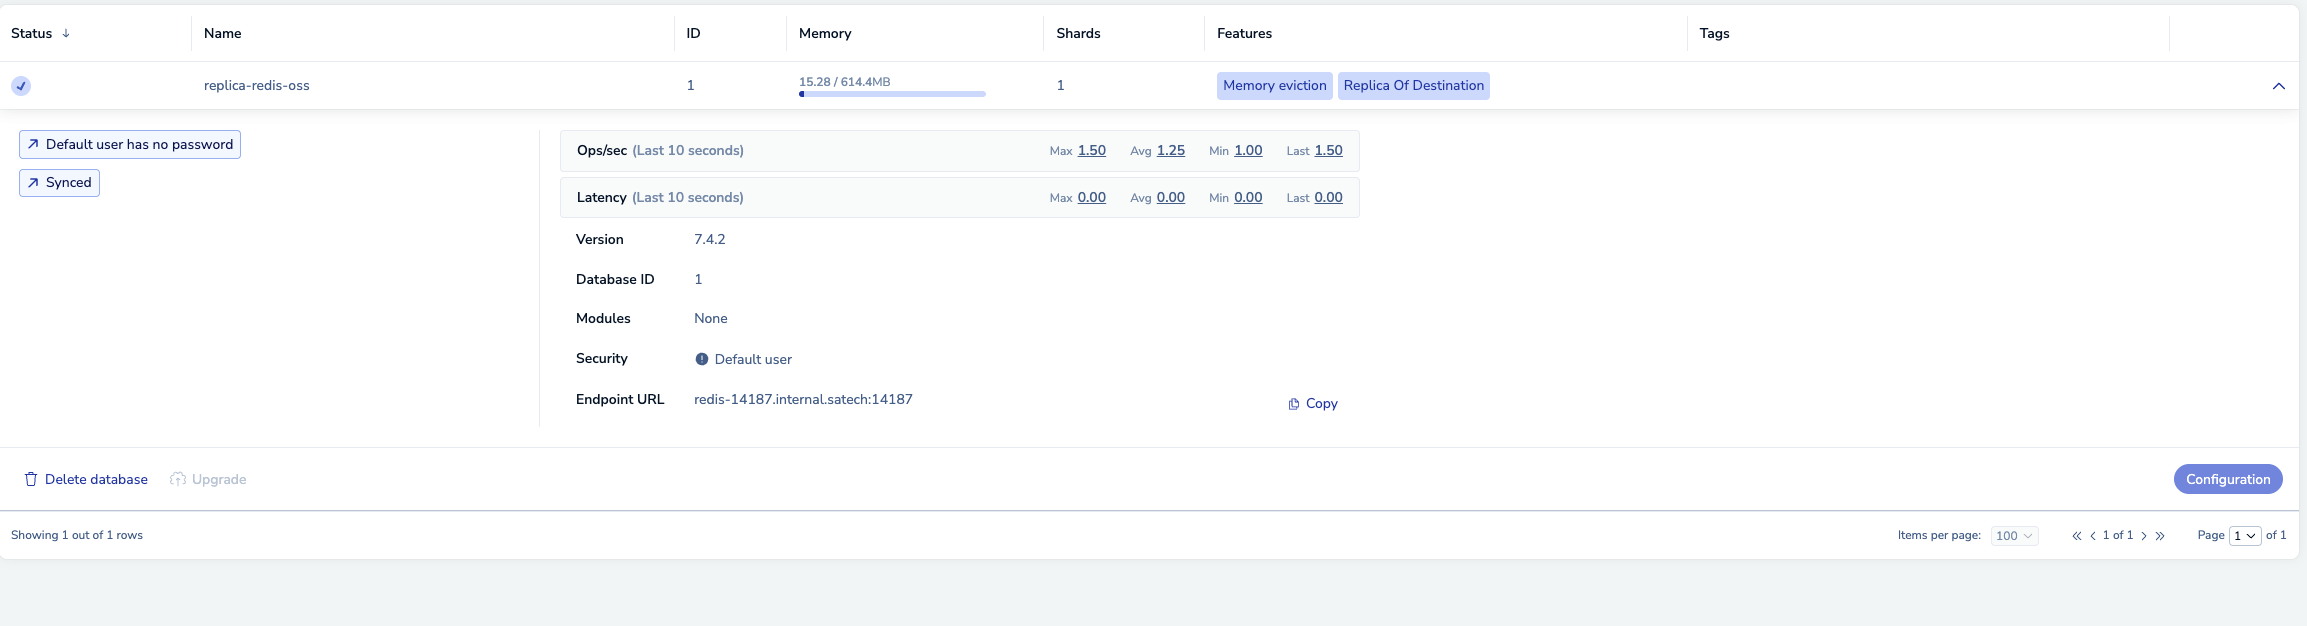 Status Name ID Memory Shards Features Tags
replica-redis-oss 1 15.28 / 614.4MB 1 Memory eviction Replica Of Destination
Default user has no password
Synced
Ops/sec (Last 10 seconds) Max 1.50 Avg 1.25 Min 1.00 Last 1.50
Latency (Last 10 seconds) Max 0.00 Avg 0.00 Min 0.00 Last 0.00
Version 7.4.2
Database ID 1
Modules None
Security Default user
Endpoint URL redis-14187.internal.satech:14187 Copy
Delete database Upgrade Configuration
Showing 1 out of 1 rows Items per page: 100 1 of 1 Page 1 of 1